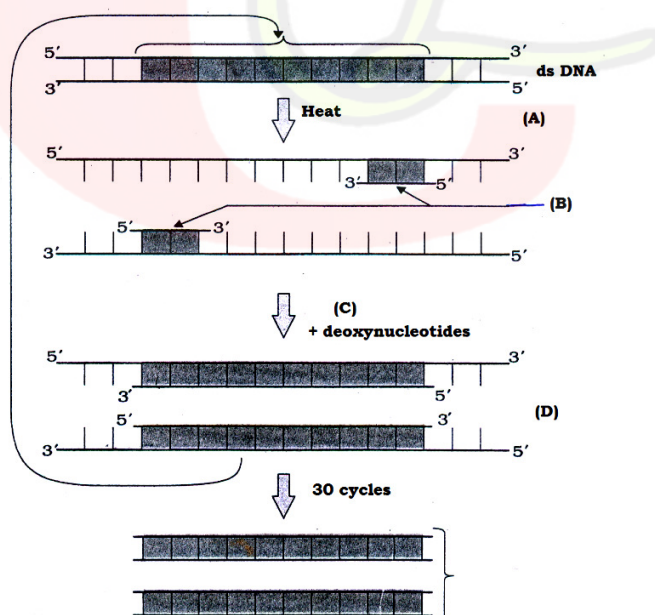 5′ 3′
ds DNA
3′ 5′
Heat
(A)
5′ 3′
3′ 5′
(B)
5′ 3′
3′ 5′
(C)
+ deoxynucleotides
5′ 3′
3′ 5′
(D)
5′ 3′
3′ 5′
30 cycles